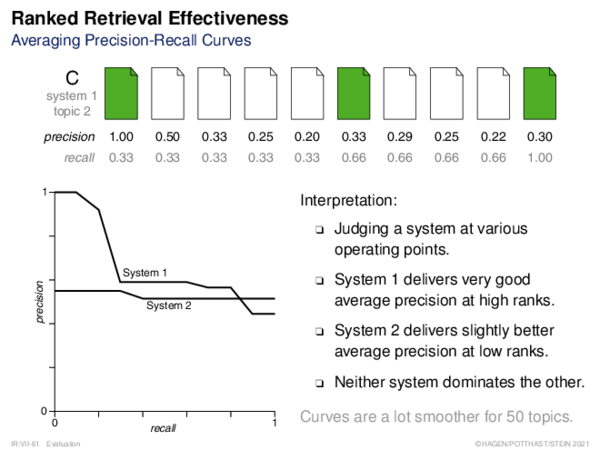 Ranked Retrieval Effectiveness
Averaging Precision-Recall Curves
C
system 1
topic 2
precision 1.00 0.50 0.33 0.25 0.20 0.33 0.29 0.25 0.22 0.30
recall 0.33 0.33 0.33 0.33 0.33 0.66 0.66 0.66 0.66 1.00
1
precision
System 1
System 2
0
0
recall
1
Interpretation:
❑ Judging a system at various
operating points.
❑ System 1 delivers very good
average precision at high ranks.
❑ System 2 delivers slightly better
average precision at low ranks.
❑ Neither system dominates the other.
Curves are a lot smoother for 50 topics.
IR:VII-61 Evaluation
©HAGEN/POTTHAST/STEIN 2021